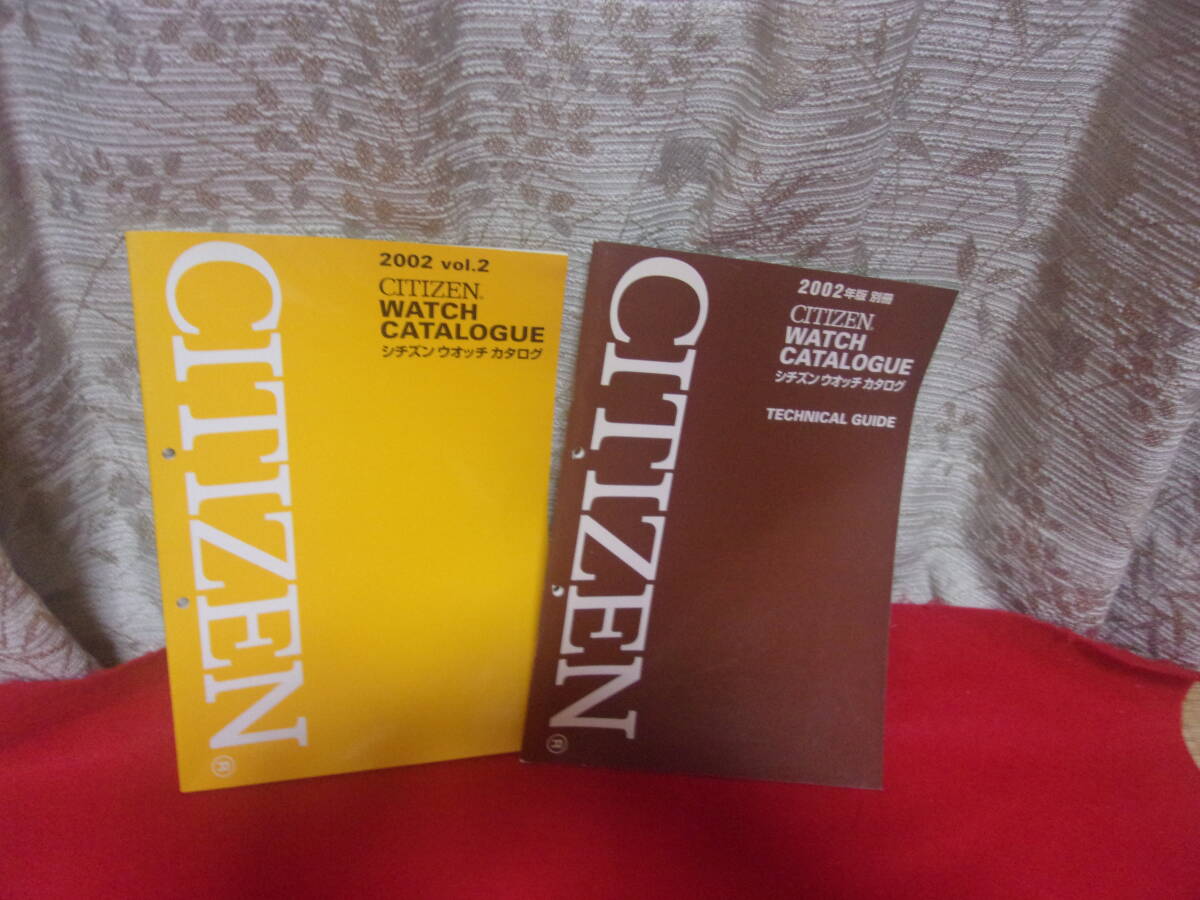 CITIZEN®
2002 vol.2
CITIZEN®
WATCH
CATALOGUE
シチズン ウオッチ カタログ
CITIZEN®
2002年版 別冊
CITIZEN®
WATCH
CATALOGUE
シチズン ウオッチ カタログ
TECHNICAL GUIDE